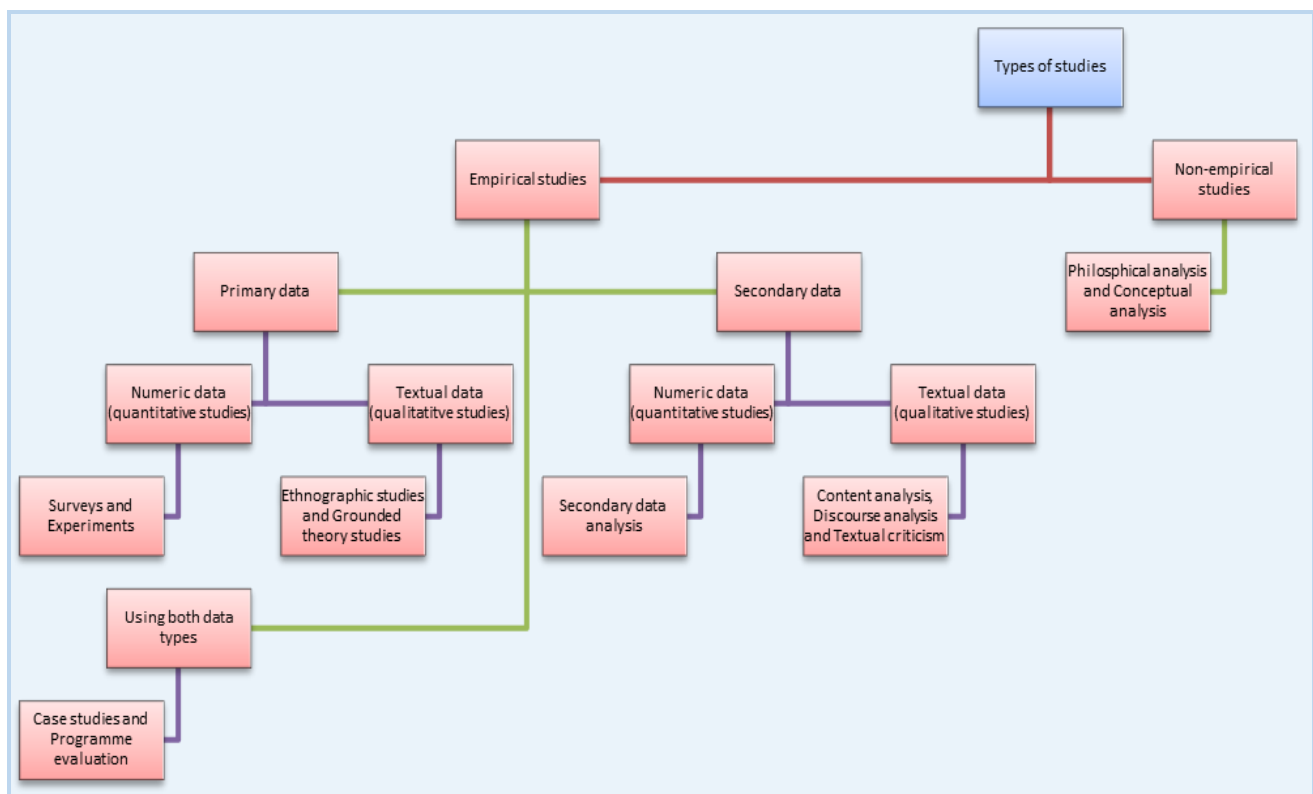 Types of studies
Empirical studies
Non-empirical
studies
Primary data
Secondary data
Philosphical analysis
and Conceptual
analysis
Numeric data
(quantitative studies)
Textual data
(qualitatitve studies)
Numeric data
(quantitative studies)
Textual data
(qualitative studies)
Surveys and
Experiments
Ethnographic studies
and Grounded
theory studies
Secondary data
analysis
Content analysis,
Discourse analysis
and Textual criticism
Using both data
types
Case studies and
Programme
evaluation